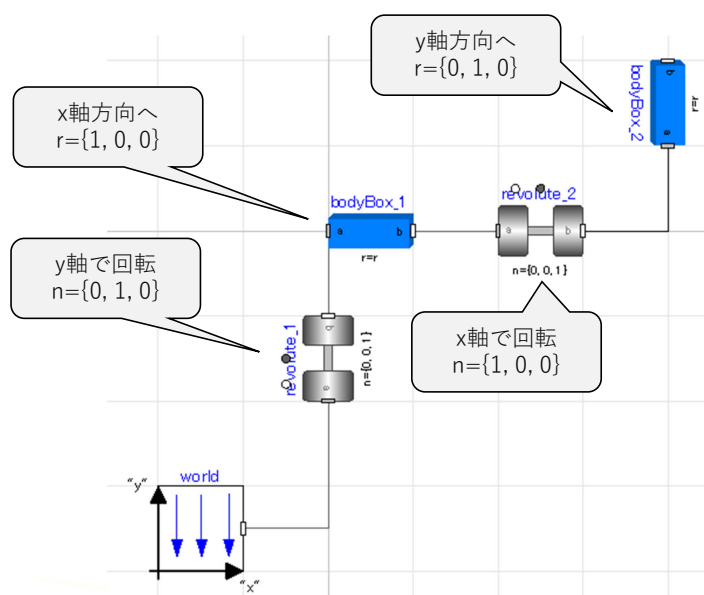 y軸方向へ
r={0, 1, 0}
bodyBox_2
a
b
r=r
x軸方向へ
r={1, 0, 0}
bodyBox_1
a
b
r=r
revolute_2
a
b
n={0, 0, 1}
y軸で回転
n={0, 1, 0}
revolute_1
a
b
n={0, 0, 1}
x軸で回転
n={1, 0, 0}
world
"y"
"x"